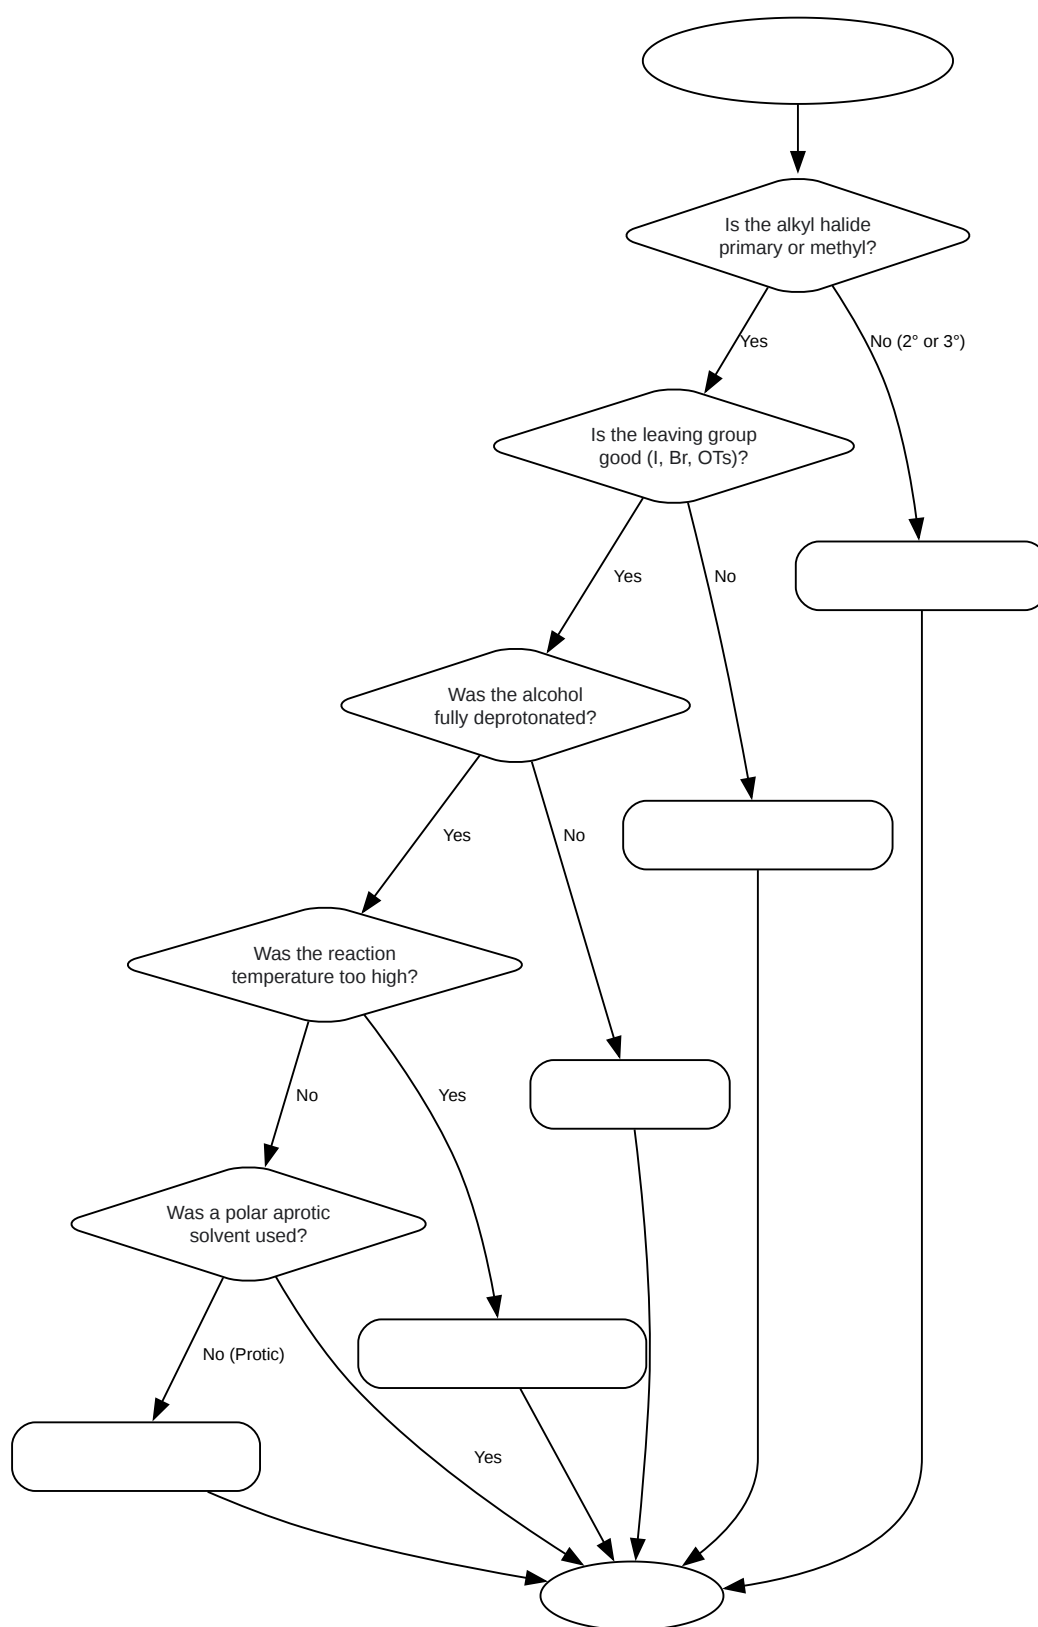 Is the alkyl halide
primary or methyl?
Yes
No (2° or 3°)
Is the leaving group
good (I, Br, OTs)?
Yes
No
Was the alcohol
fully deprotonated?
Yes
No
Was the reaction
temperature too high?
No
Yes
Was a polar aprotic
solvent used?
No (Protic)
Yes